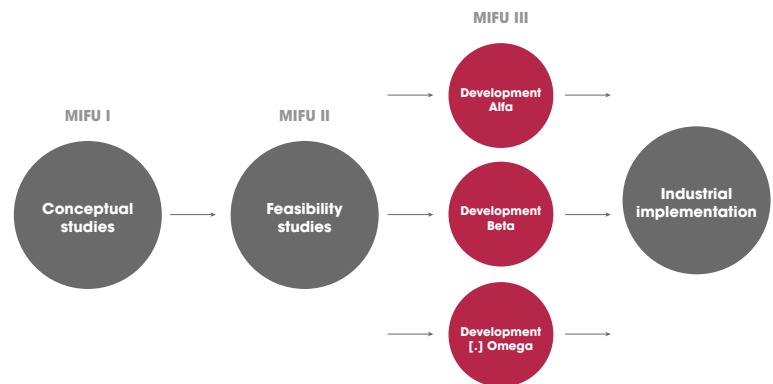 MIFU I
Conceptual
studies
MIFU II
Feasibility
studies
MIFU III
Development
Alfa
Development
Beta
Development
[.] Omega
Industrial
implementation